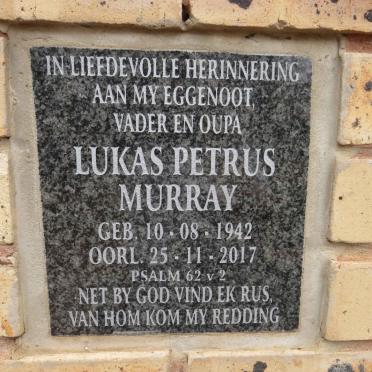 IN LIEFDEVOLLE HERINNERING
AAN MY EGGENOOT,
VADER EN OUPA
LUKAS PETRUS
MURRAY
GEB. 10 · 08 · 1942
OORL. 25 · 11 · 2017
PSALM 62 v 2
NET BY GOD VIND EK RUS,
VAN HOM KOM MY REDDING